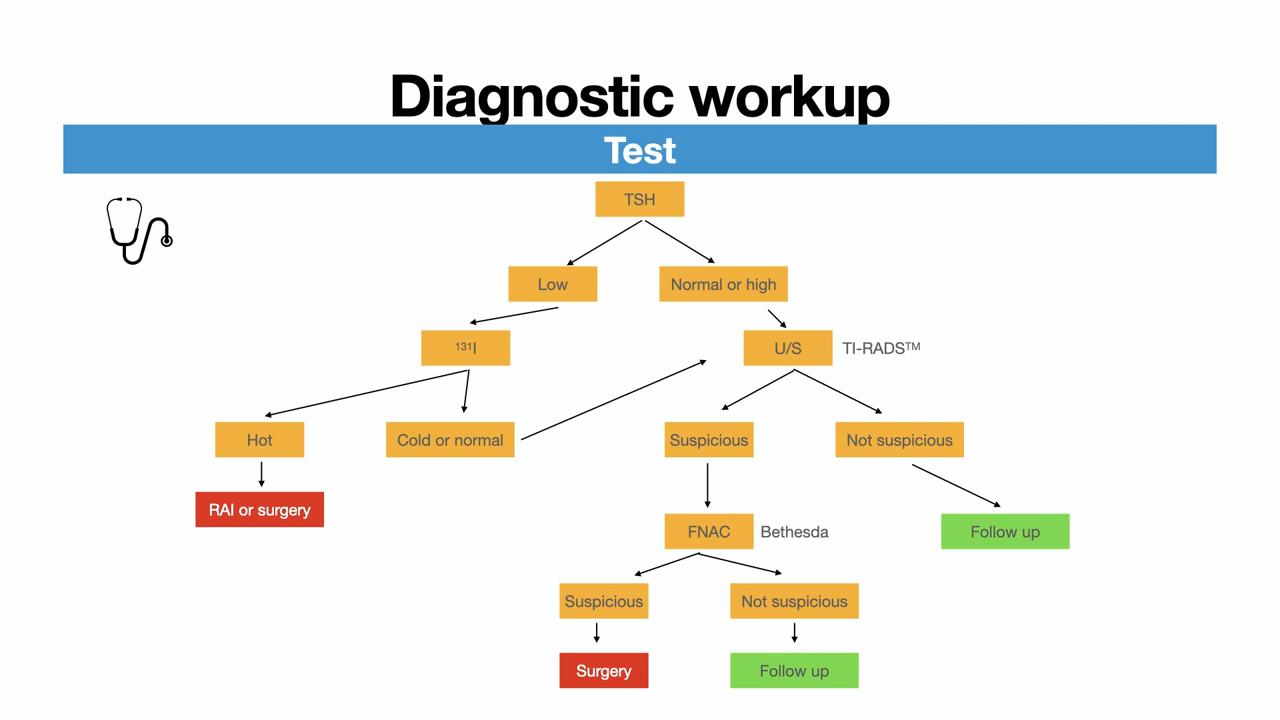 Diagnostic workup
Test
TSH
Low
Normal or high
¹³¹I
U/S
TI-RADS™
Hot
Cold or normal
Suspicious
Not suspicious
RAI or surgery
FNAC
Bethesda
Follow up
Suspicious
Not suspicious
Surgery
Follow up